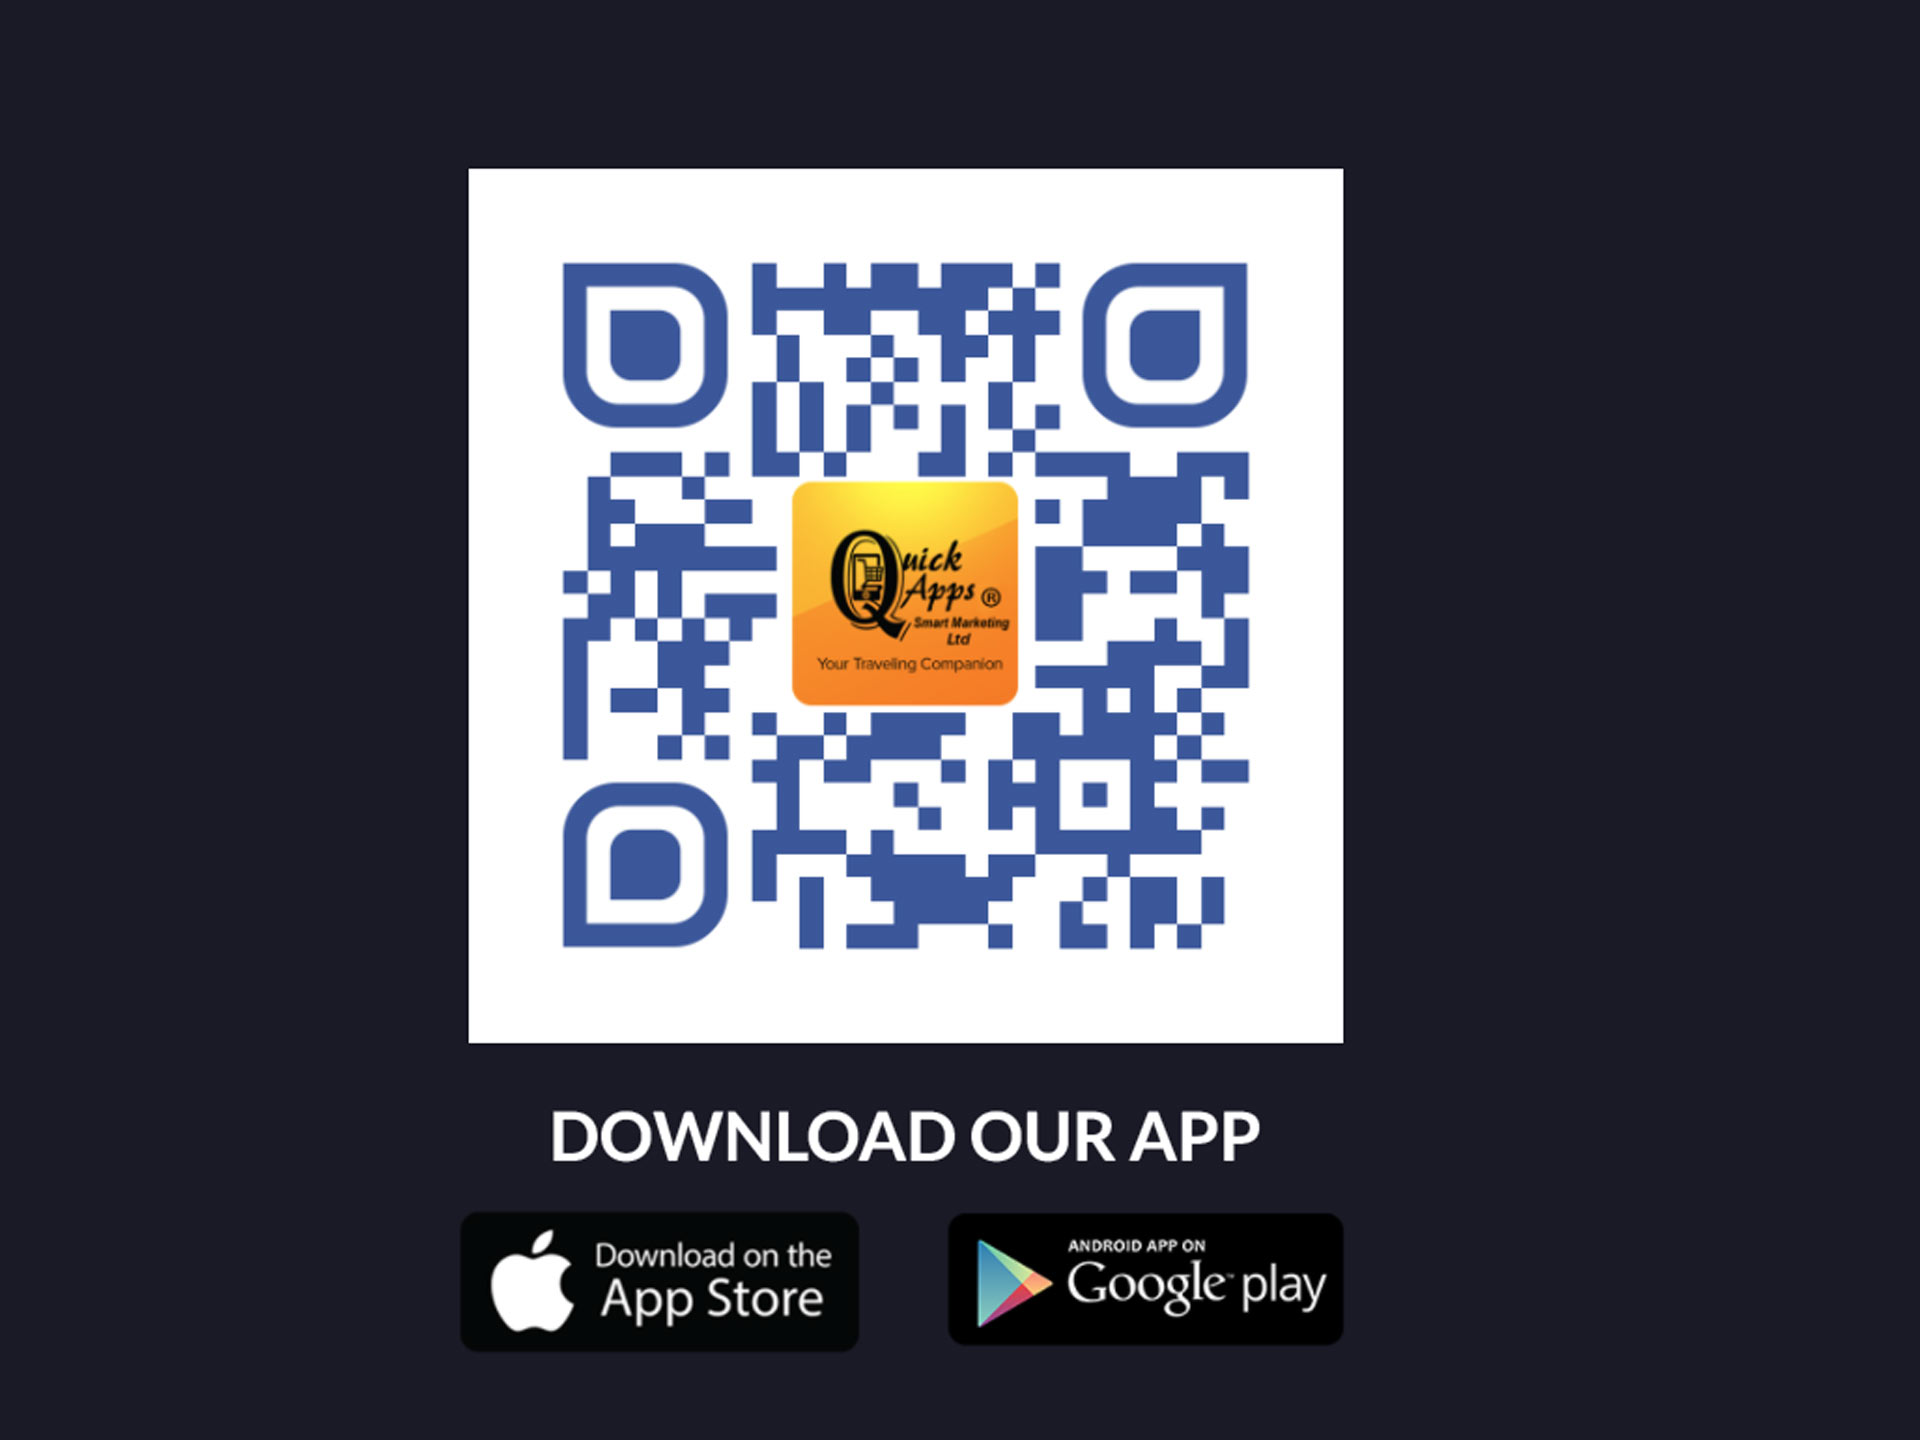 Quick
Apps ®
Smart Marketing
Ltd
Your Traveling Companion
DOWNLOAD OUR APP
Download on the
App Store
ANDROID APP ON
Google™ play